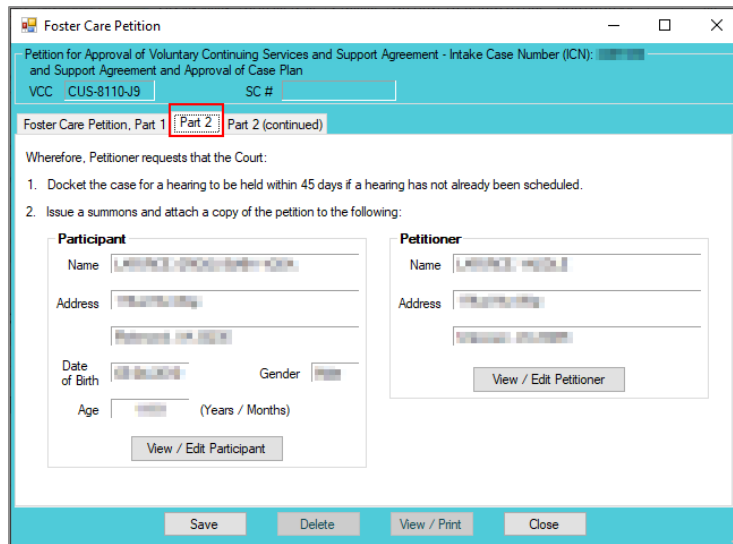 Foster Care Petition
Petition for Approval of Voluntary Continuing Services and Support Agreement - Intake Case Number (ICN):
and Support Agreement and Approval of Case Plan
VCC CUS-8110-J9 SC #
Foster Care Petition, Part 1 Part 2 Part 2 (continued)
Wherefore, Petitioner requests that the Court:
1. Docket the case for a hearing to be held within 45 days if a hearing has not already been scheduled.
2. Issue a summons and attach a copy of the petition to the following:
Participant
Name
Address
Date
of Birth
Gender
Age (Years / Months)
View / Edit Participant
Petitioner
Name
Address
View / Edit Petitioner
Save Delete View / Print Close